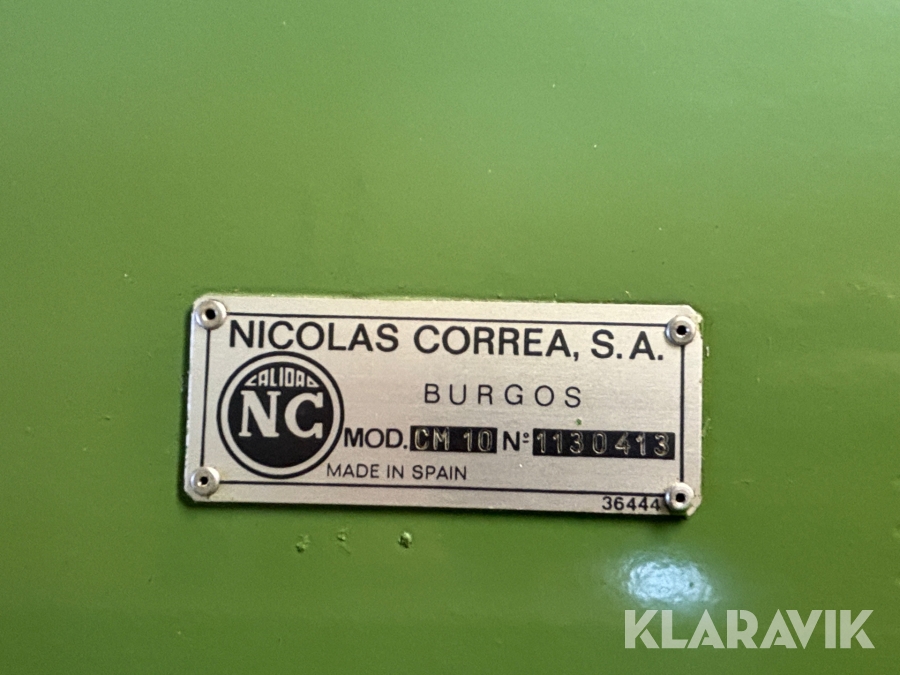 NICOLAS CORREA, S.A.
CALIDAD
NC
BURGOS
MOD. CM 10 Nº 1130413
MADE IN SPAIN
36444
KLARAVIK